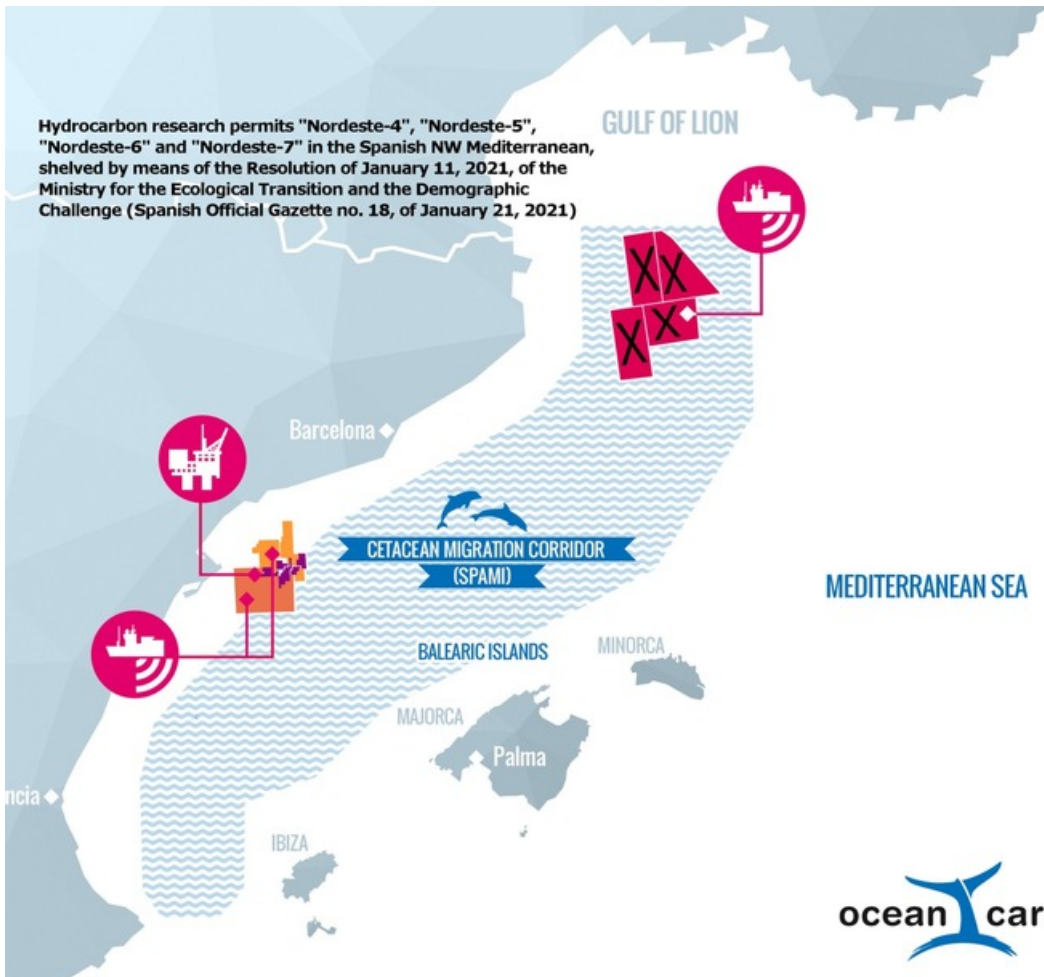 Hydrocarbon research permits "Nordeste-4", "Nordeste-5",
"Nordeste-6" and "Nordeste-7" in the Spanish NW Mediterranean,
shelved by means of the Resolution of January 11, 2021, of the
Ministry for the Ecological Transition and the Demographic
Challenge (Spanish Official Gazette no. 18, of January 21, 2021)
GULF OF LION
X X
X X
Barcelona
CETACEAN MIGRATION CORRIDOR
(SPAMI)
MEDITERRANEAN SEA
BALEARIC ISLANDS
MINORCA
MAJORCA
Palma
ncia
IBIZA
ocean car